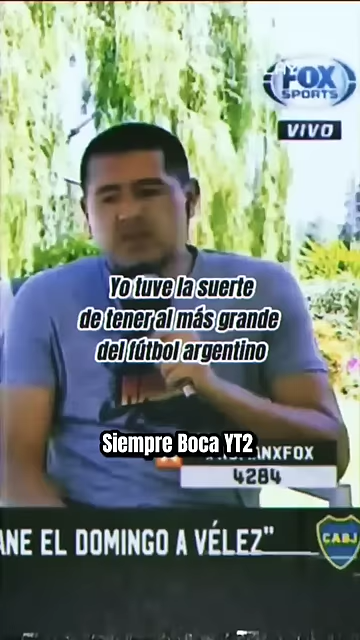 FOX
SPORTS
VIVO
Yo tuve la suerte
de tener al más grande
del fútbol argentino
Siempre Boca YT2
4284
ANE EL DOMINGO A VÉLEZ"
CABJ